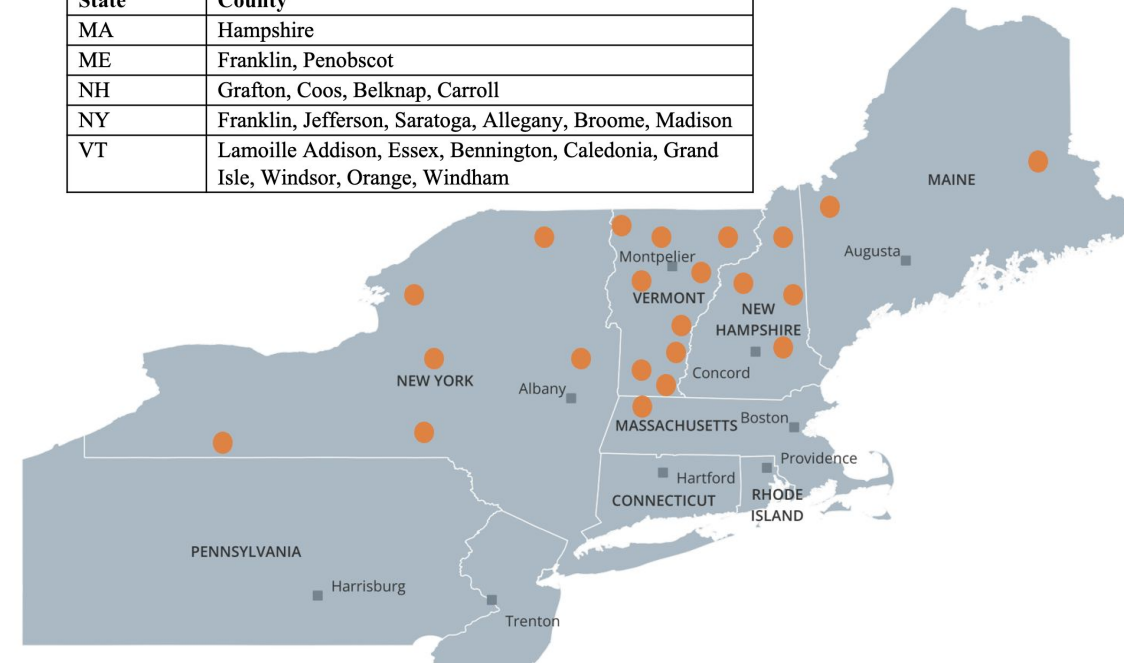 State County
MA Hampshire
ME Franklin, Penobscot
NH Grafton, Coos, Belknap, Carroll
NY Franklin, Jefferson, Saratoga, Allegany, Broome, Madison
VT Lamoille Addison, Essex, Bennington, Caledonia, Grand
Isle, Windsor, Orange, Windham
MAINE
Augusta
Montpelier
VERMONT
NEW
HAMPSHIRE
Concord
NEW YORK
Albany
MASSACHUSETTS
Boston
Providence
Hartford
CONNECTICUT
RHODE
ISLAND
PENNSYLVANIA
Harrisburg
Trenton